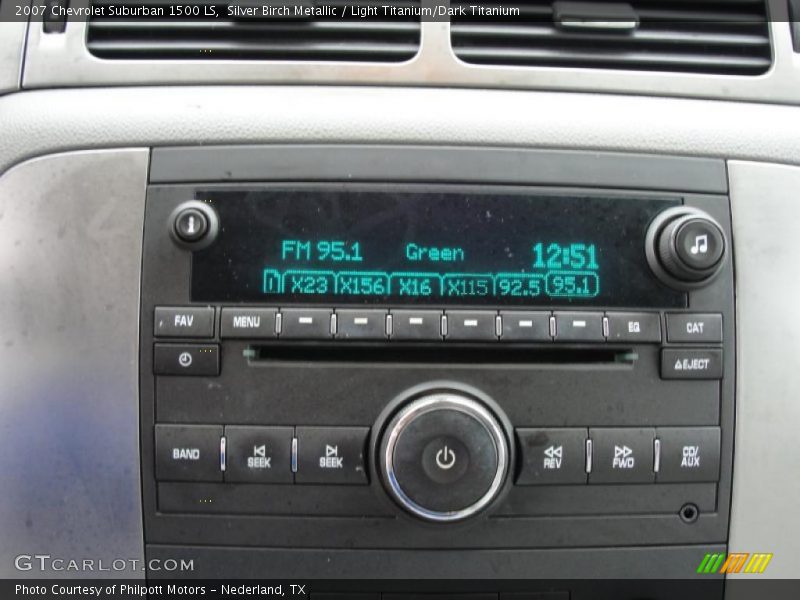 2007 Chevrolet Suburban 1500 LS, Silver Birch Metallic / Light Titanium/Dark Titanium
FM 95.1 Green 12:51
1 X23 X156 X16 X115 92.5 95.1
FAV MENU EQ CAT
EJECT
BAND SEEK SEEK REV FWD CD/AUX
GTCARLOT.COM
Photo Courtesy of Philpott Motors - Nederland, TX